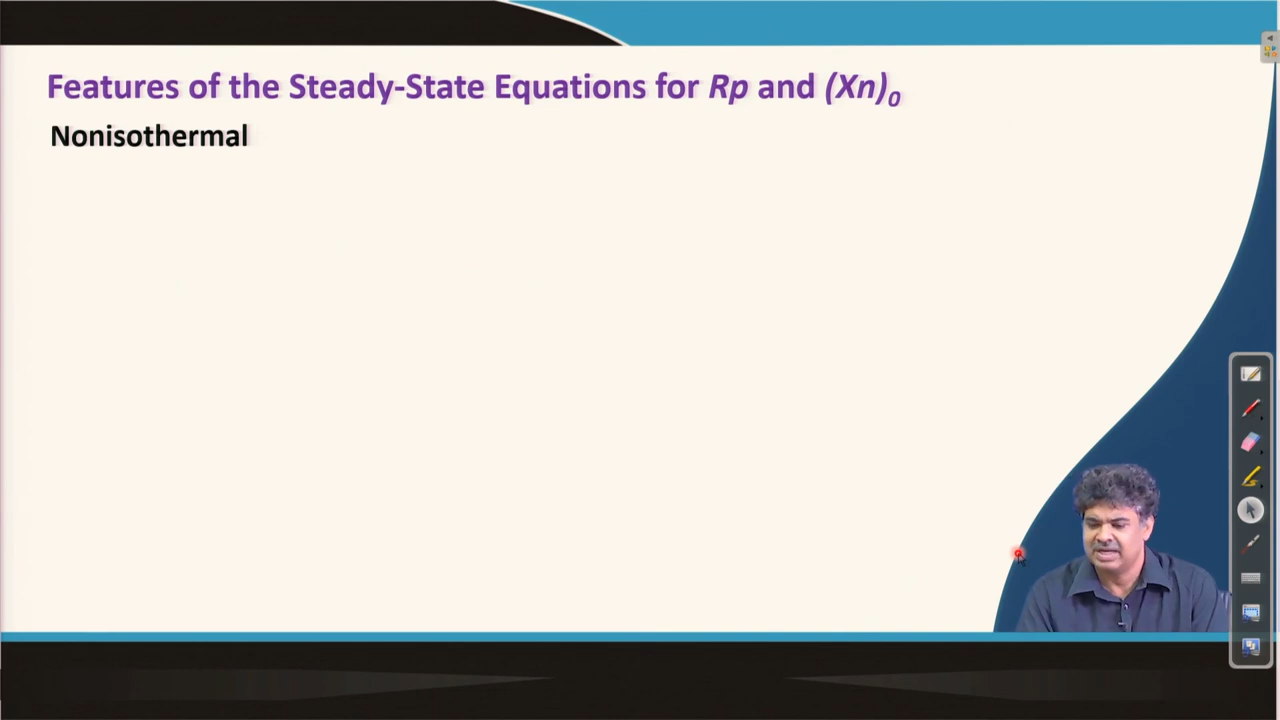 Features of the Steady-State Equations for Rp and (Xn)₀
Nonisothermal